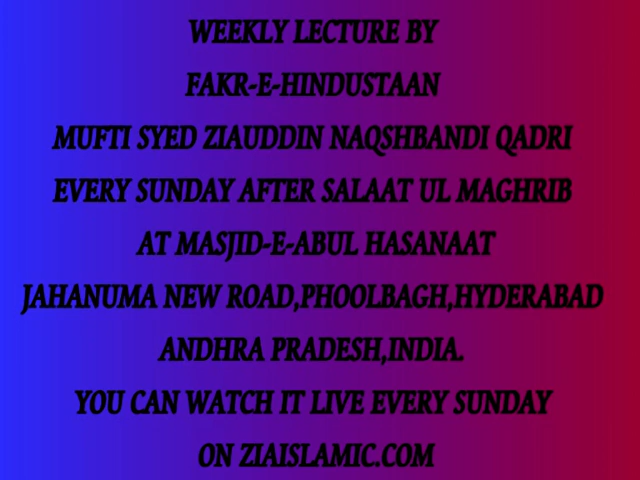 WEEKLY LECTURE BY
FAKR-E-HINDUSTAAN
MUFTI SYED ZIAUDDIN NAQSHBANDI QADRI
EVERY SUNDAY AFTER SALAAT UL MAGHRIB
AT MASJID-E-ABUL HASANAAT
JAHANUMA NEW ROAD,PHOOLBAGH,HYDERABAD
ANDHRA PRADESH,INDIA.
YOU CAN WATCH IT LIVE EVERY SUNDAY
ON ZIAISLAMIC.COM